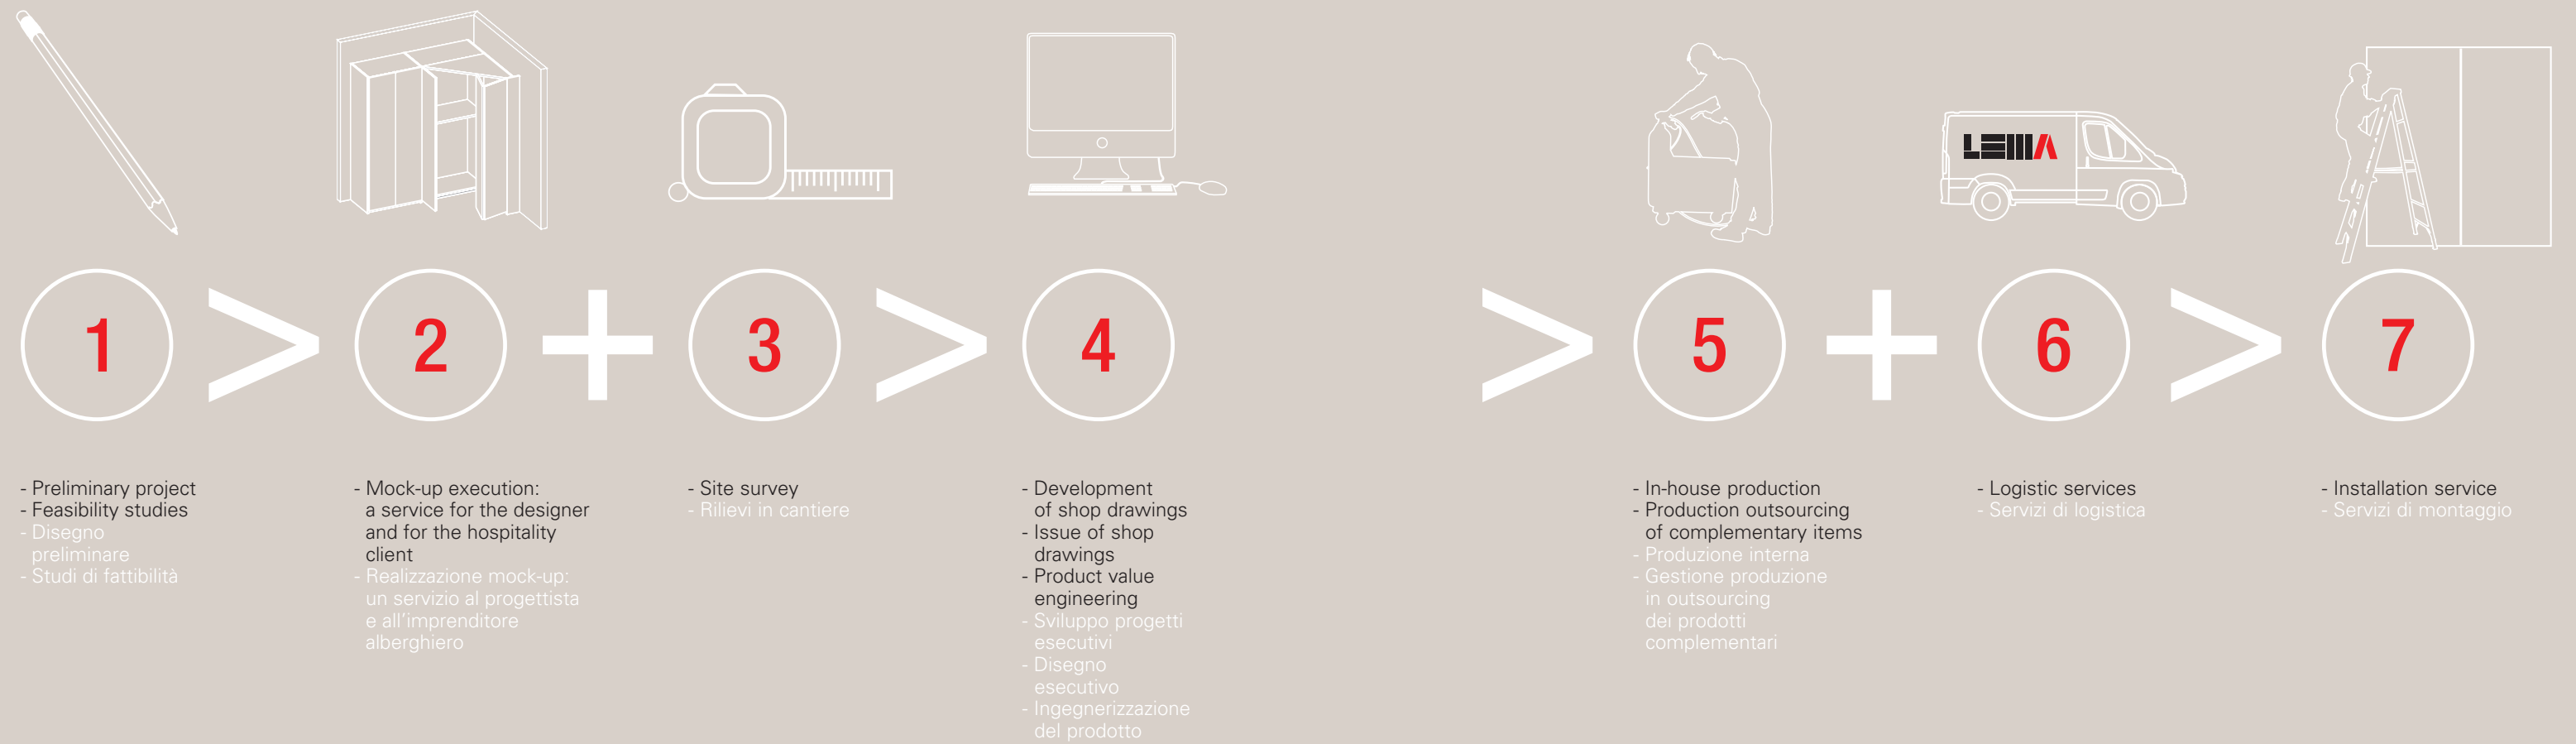 LEMA
1
>
2
+
3
>
4
>
5
+
6
>
7
- Preliminary project
- Feasibility studies
- Disegno
preliminare
- Studi di fattibilità
- Mock-up execution:
a service for the designer
and for the hospitality
client
- Realizzazione mock-up:
un servizio al progettista
e all'imprenditore
alberghiero
- Site survey
- Rilievi in cantiere
- Development
of shop drawings
- Issue of shop
drawings
- Product value
engineering
- Sviluppo progetti
esecutivi
- Disegno
esecutivo
- Ingegnerizzazione
del prodotto
- In-house production
- Production outsourcing
of complementary items
- Produzione interna
- Gestione produzione
in outsourcing
dei prodotti
complementari
- Logistic services
- Servizi di logistica
- Installation service
- Servizi di montaggio